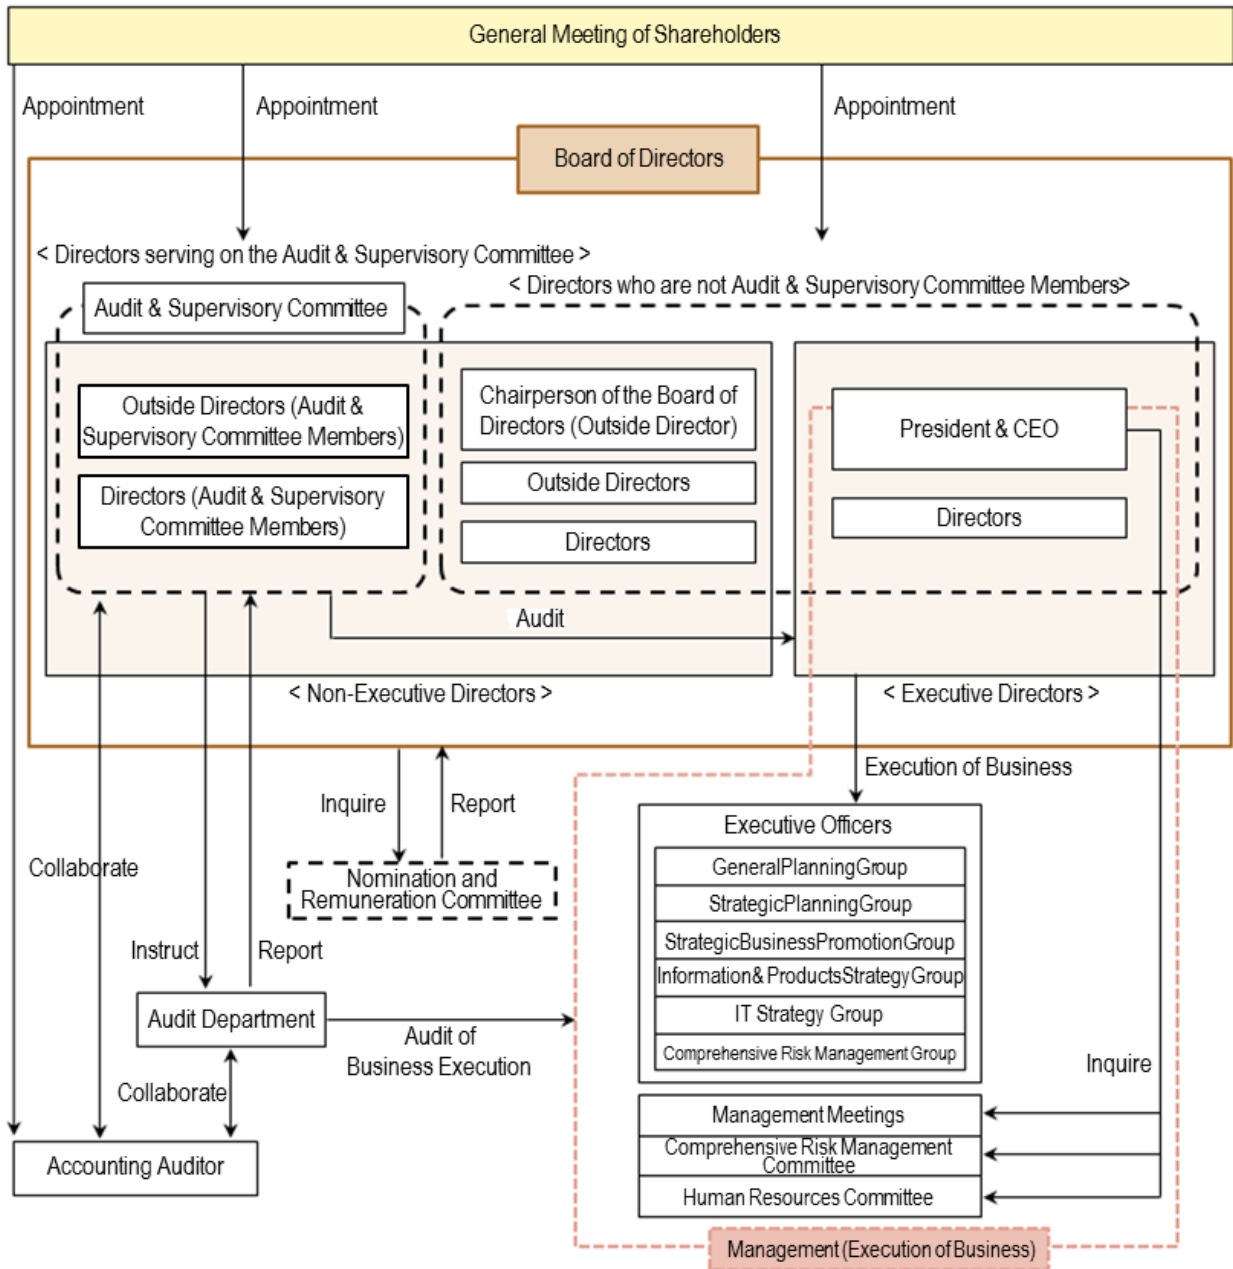 General Meeting of Shareholders
Appointment
Appointment
Appointment
Board of Directors
< Directors serving on the Audit & Supervisory Committee >
< Directors who are not Audit & Supervisory Committee Members>
Audit & Supervisory Committee
Outside Directors (Audit &
Supervisory Committee Members)
Directors (Audit & Supervisory
Committee Members)
Chairperson of the Board of
Directors (Outside Director)
Outside Directors
Directors
President & CEO
Directors
Audit
< Non-Executive Directors >
< Executive Directors >
Execution of Business
Inquire
Report
Nomination and
Remuneration Committee
Collaborate
Instruct
Report
Audit Department
Audit of
Business Execution
Collaborate
Accounting Auditor
Executive Officers
GeneralPlanningGroup
StrategicPlanningGroup
StrategicBusinessPromotionGroup
Information& ProductsStrategyGroup
IT Strategy Group
Comprehensive Risk Management Group
Inquire
Management Meetings
Comprehensive Risk Management
Committee
Human Resources Committee
Management (Execution of Business)